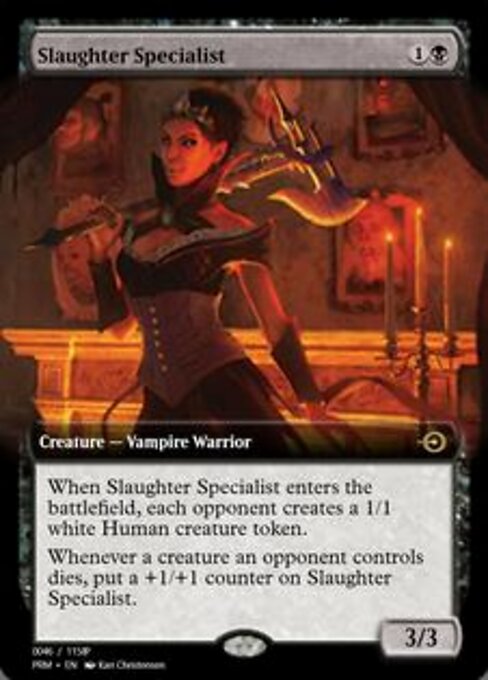 Slaughter Specialist 1
Creature — Vampire Warrior
When Slaughter Specialist enters the
battlefield, each opponent creates a 1/1
white Human creature token.
Whenever a creature an opponent controls
dies, put a +1/+1 counter on Slaughter
Specialist.
3/3
PRM • EN Kari Christensen